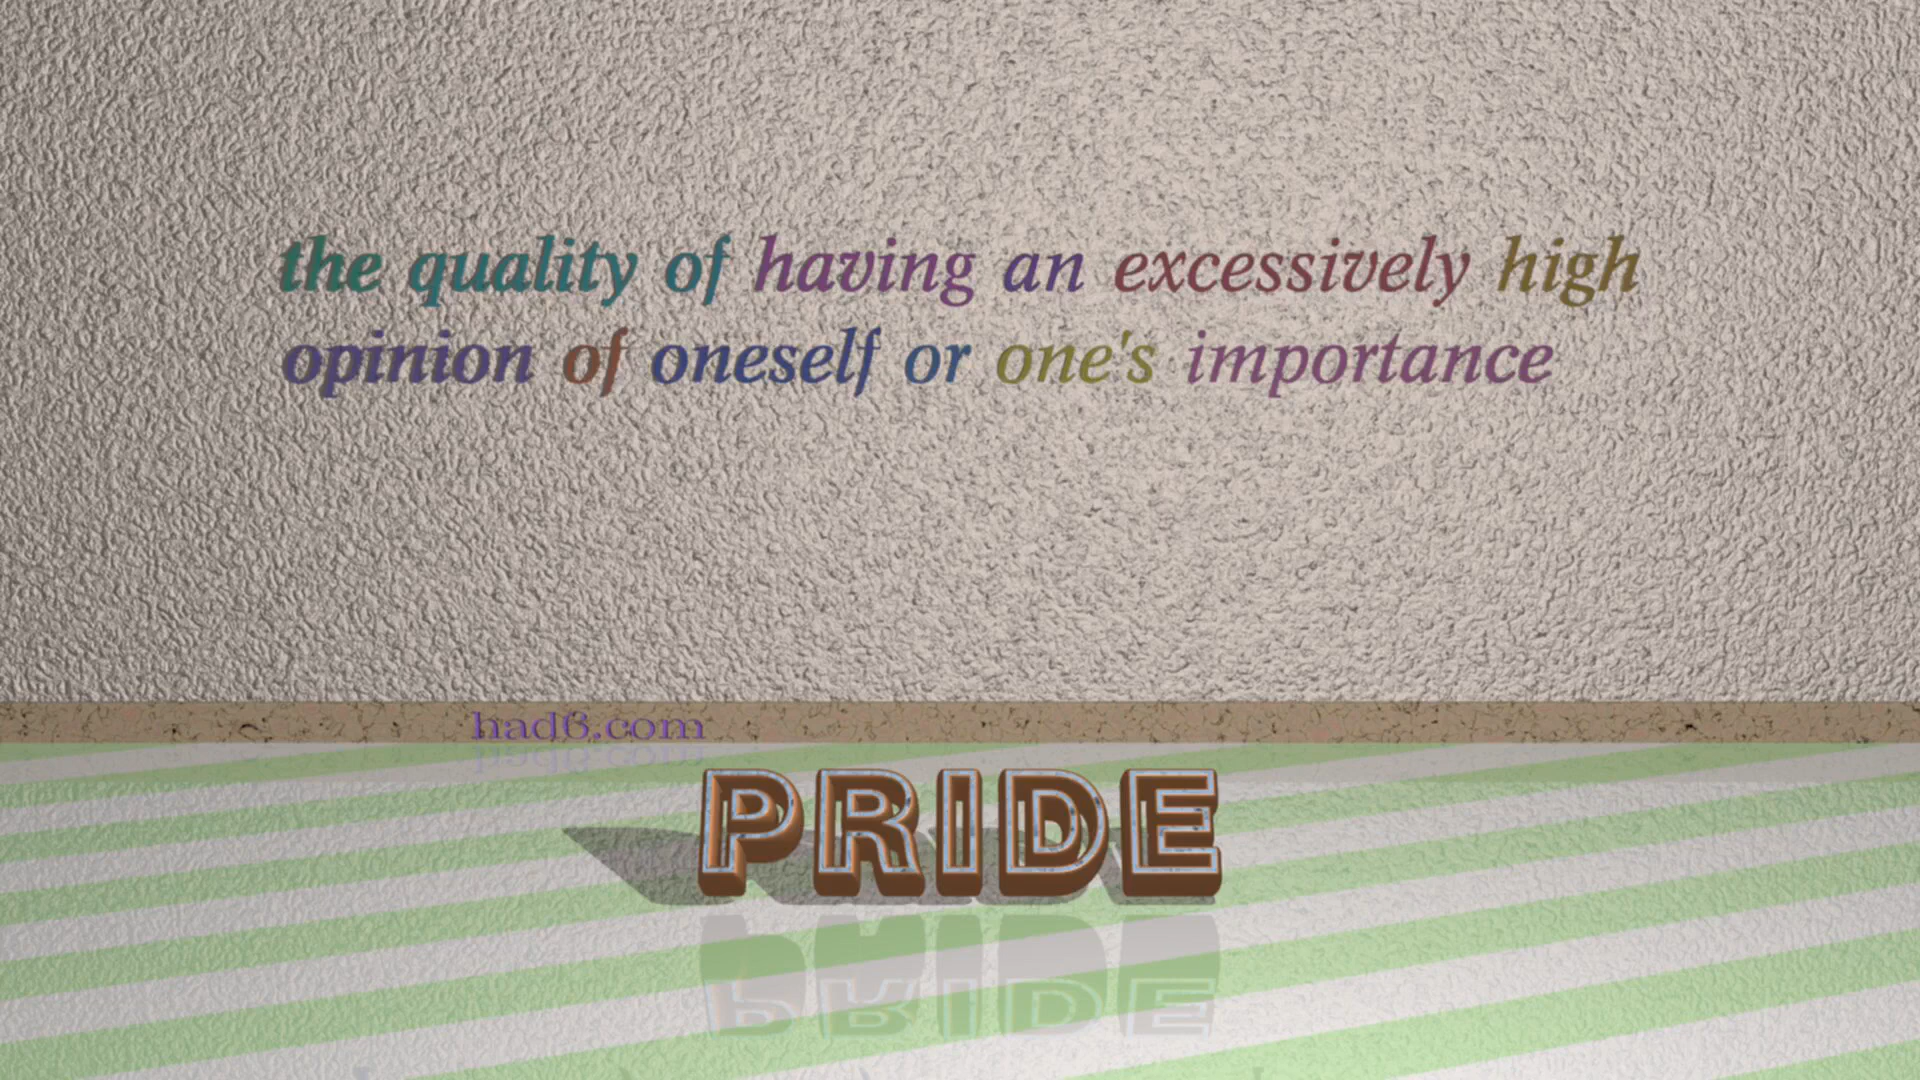 the quality of having an excessively high
opinion of oneself or one's importance
had6.com
PRIDE